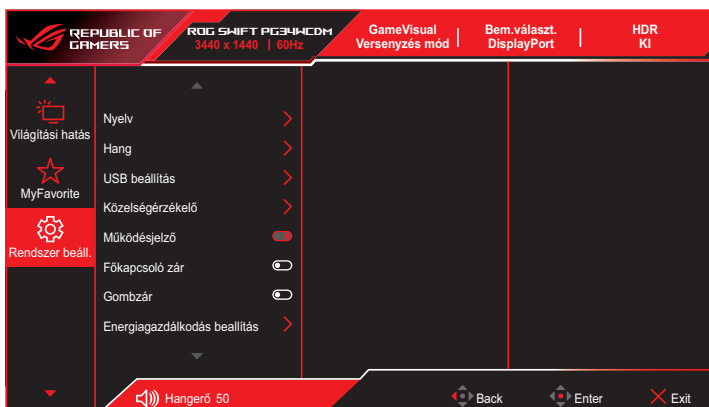 REPUBLIC OF
GAMERS
ROG SWIFT PG34WCDM
3440 x 1440 | 60Hz
GameVisual
Versenyzés mód
Bem.választ.
DisplayPort
HDR
KI
Világítási hatás
MyFavorite
Rendszer beáll.
Nyelv
Hang
USB beállítás
Közelségérzékelő
Működésjelző
Főkapcsoló zár
Gombzár
Energiagazdálkodás beallítás
Hangerő 50
Back
Enter
Exit